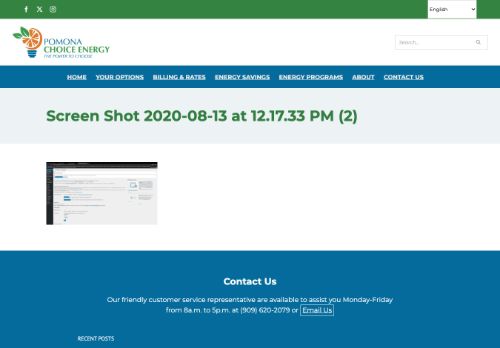 English
POMONA
CHOICE ENERGY
THE POWER TO CHOOSE
Search...
HOME YOUR OPTIONS BILLING & RATES ENERGY SAVINGS ENERGY PROGRAMS ABOUT CONTACT US
Screen Shot 2020-08-13 at 12.17.33 PM (2)
Contact Us
Our friendly customer service representative are available to assist you Monday-Friday
from 8a.m. to 5p.m. at (909) 620-2079 or Email Us
RECENT POSTS